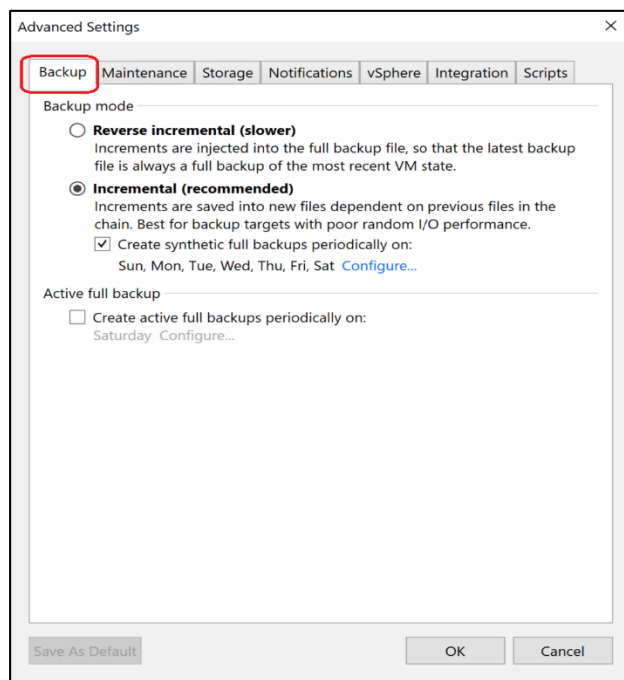 Advanced Settings
Backup Maintenance Storage Notifications vSphere Integration Scripts
Backup mode
Reverse incremental (slower)
Increments are injected into the full backup file, so that the latest backup
file is always a full backup of the most recent VM state.
Incremental (recommended)
Increments are saved into new files dependent on previous files in the
chain. Best for backup targets with poor random I/O performance.
Create synthetic full backups periodically on:
Sun, Mon, Tue, Wed, Thu, Fri, Sat Configure...
Active full backup
Create active full backups periodically on:
Saturday Configure...
Save As Default OK Cancel